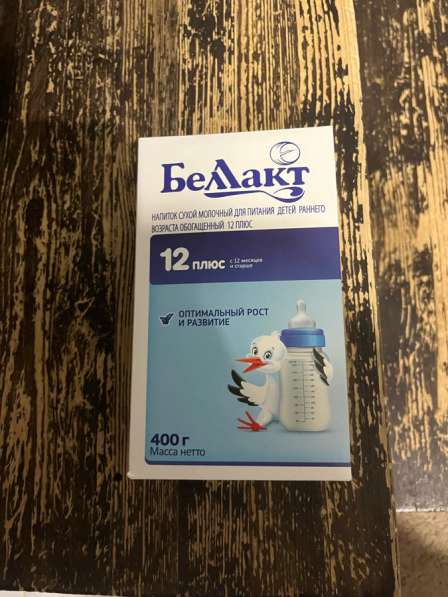 БЕЛЛАКТ
НАПИТОК СУХОЙ МОЛОЧНЫЙ ДЛЯ ПИТАНИЯ ДЕТЕЙ РАННЕГО
ВОЗРАСТА ОБОГАЩЕННЫЙ 12 ПЛЮС
12 ПЛЮС
с 12 месяцев
и старше
ОПТИМАЛЬНЫЙ РОСТ
И РАЗВИТИЕ
400 г
Масса нетто